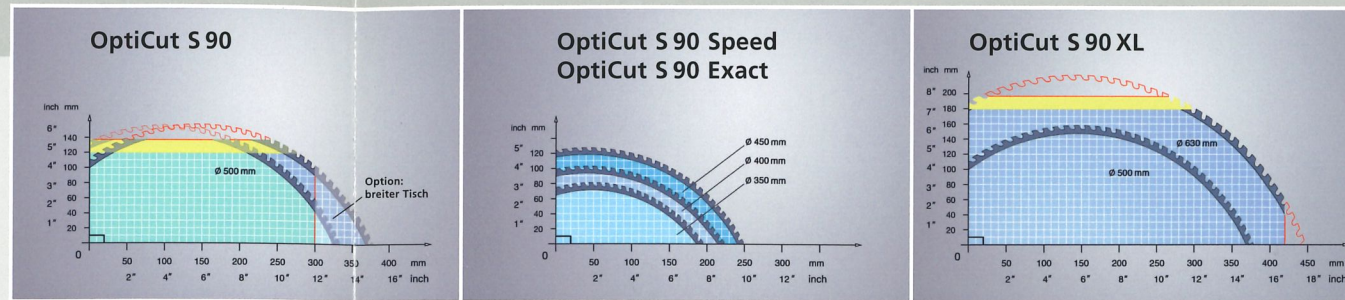 OptiCut S 90
inch mm
6" 140
5" 120
4" 100
3" 80
60
2" 40
1" 20
0 50 100 150 200 250 300 350 400 mm
2" 4" 6" 8" 10" 12" 14" 16" inch
Ø 500 mm
Option:
breiter Tisch
OptiCut S 90 Speed
OptiCut S 90 Exact
inch mm
5" 120
4" 100
3" 80
60
2" 40
1" 20
0 50 100 150 200 250 300 mm
2" 4" 6" 8" 10" 12" inch
Ø 450 mm
Ø 400 mm
Ø 350 mm
OptiCut S 90 XL
inch mm
8" 200
7" 180
6" 160
140
5" 120
4" 100
3" 80
60
2" 40
1" 20
0 50 100 150 200 250 300 350 400 450 mm
2" 4" 6" 8" 10" 12" 14" 16" 18" inch
Ø 630 mm
Ø 500 mm